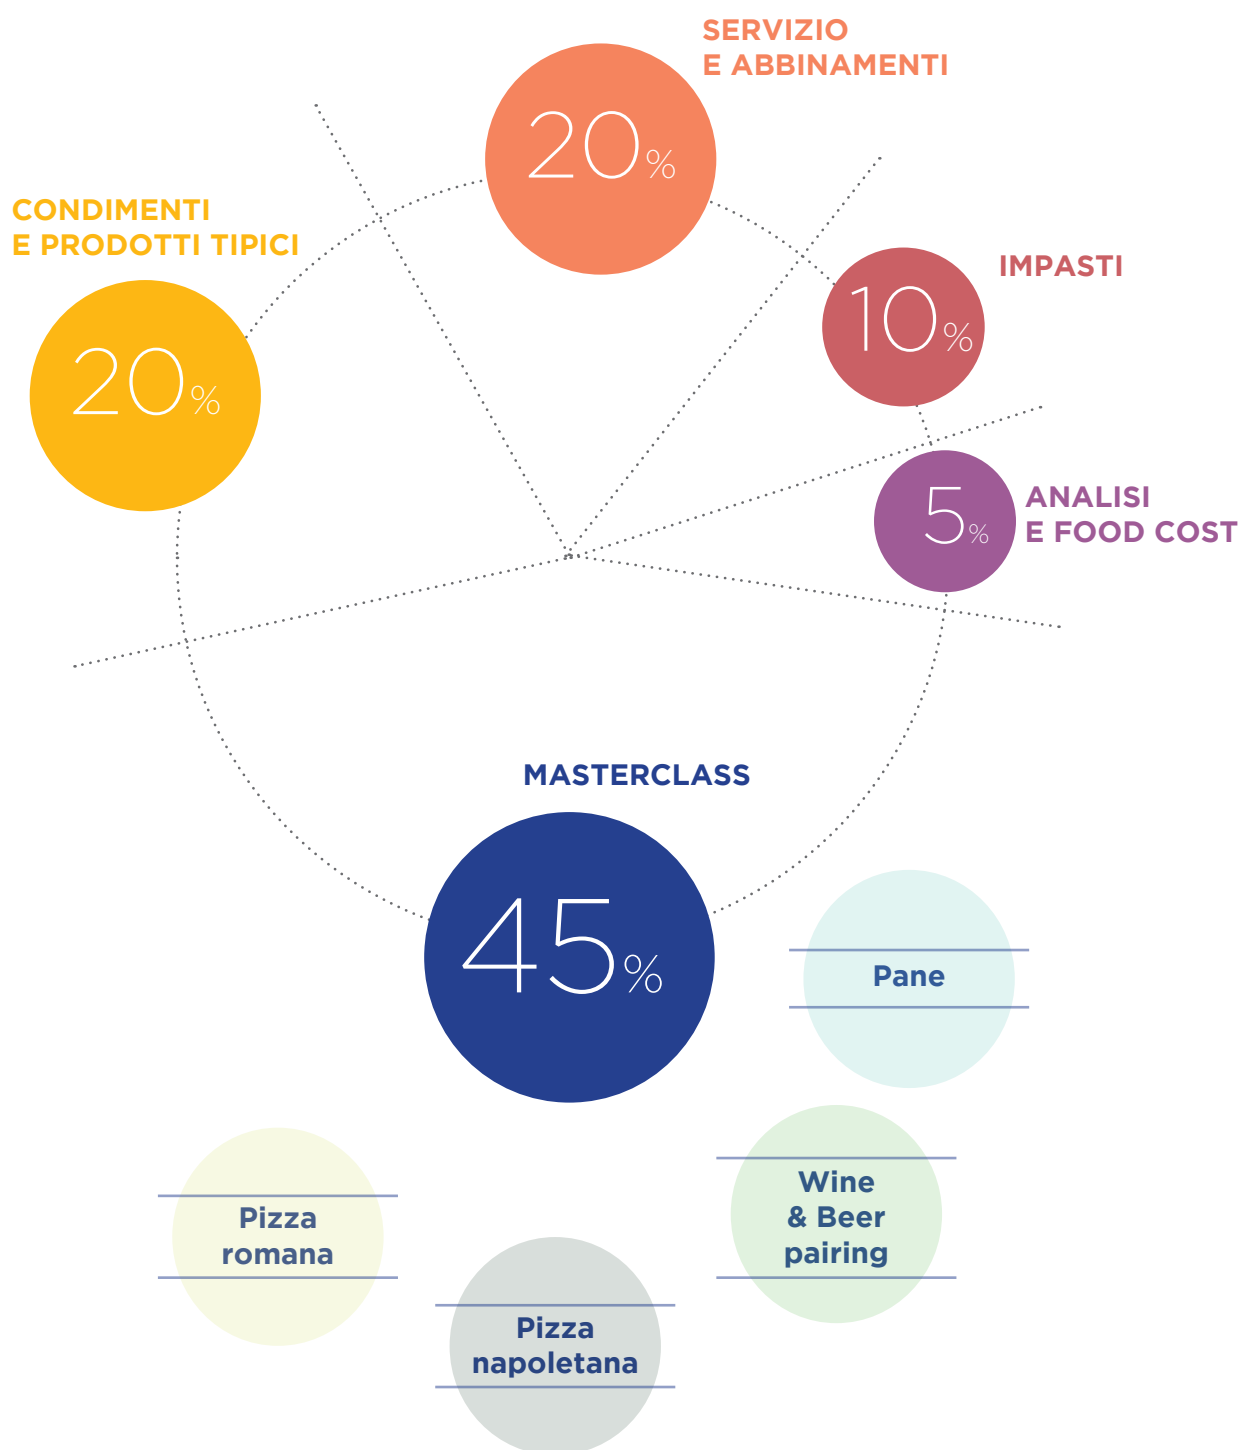 SERVIZIO
E ABBINAMENTI
20%
CONDIMENTI
E PRODOTTI TIPICI
20%
IMPASTI
10%
ANALISI
E FOOD COST
5%
MASTERCLASS
45%
Pane
Wine
& Beer
pairing
Pizza
romana
Pizza
napoletana